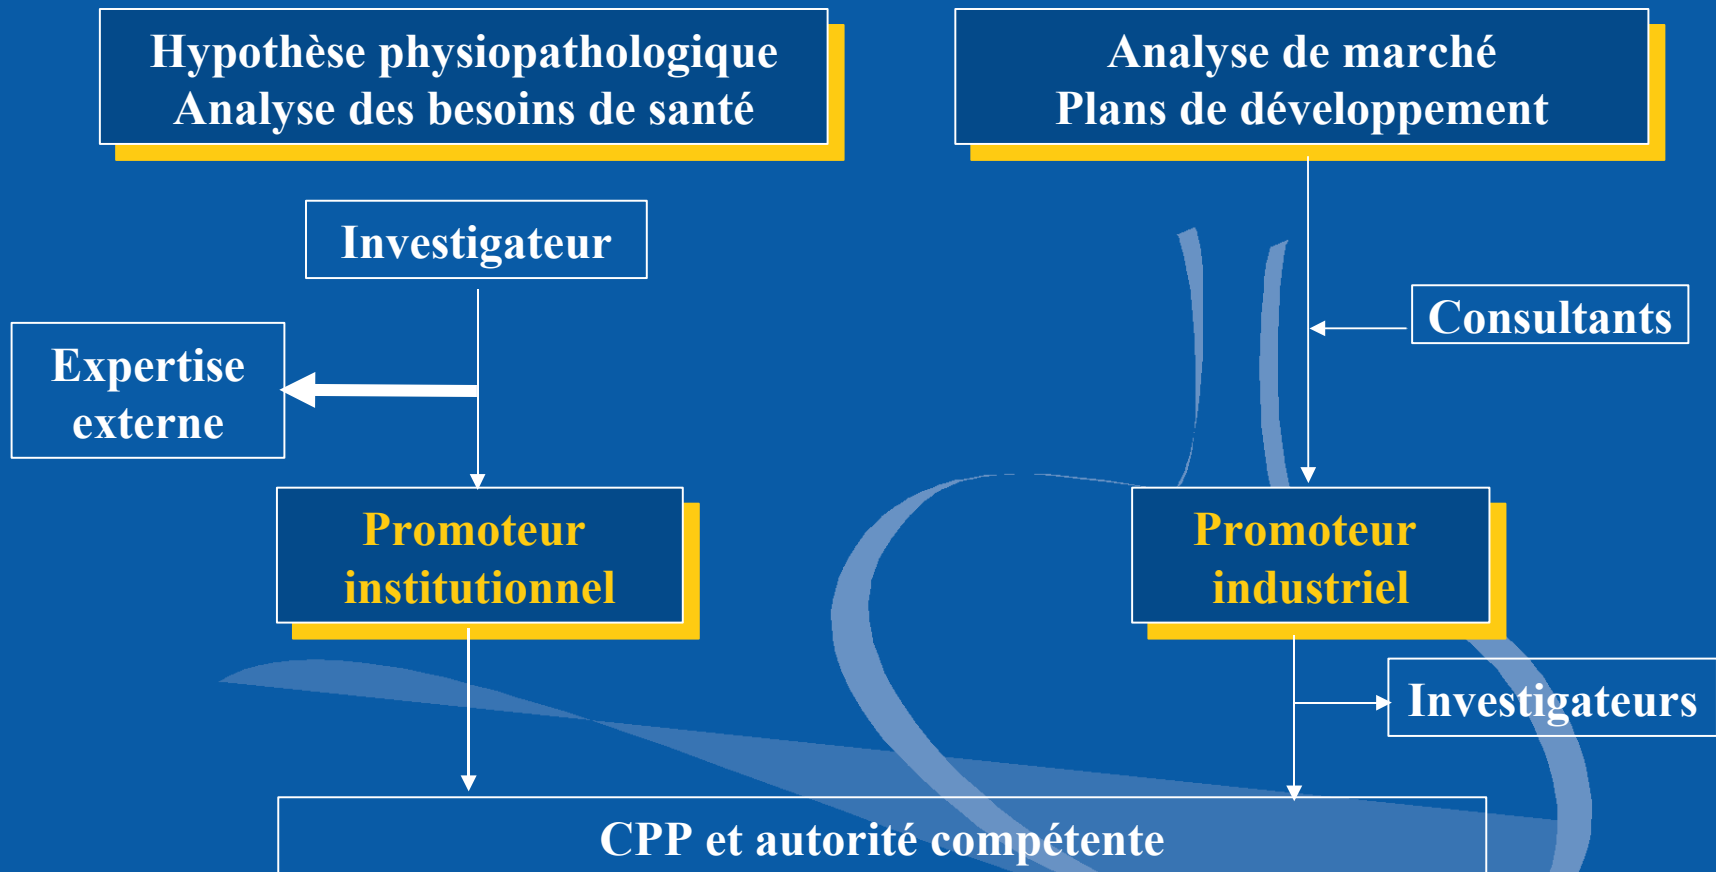 Hypothèse physiopathologique
Analyse des besoins de santé
Analyse de marché
Plans de développement
Investigateur
Consultants
Expertise
externe
Promoteur
institutionnel
Promoteur
industriel
Investigateurs
CPP et autorité compétente